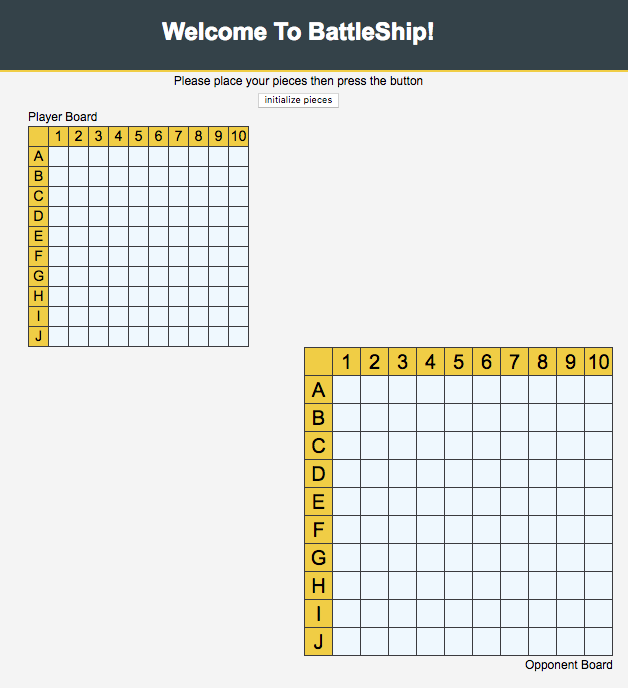 Welcome To BattleShip!
Please place your pieces then press the button
initialize pieces
Player Board
1 2 3 4 5 6 7 8 9 10
A
B
C
D
E
F
G
H
I
J
1 2 3 4 5 6 7 8 9 10
A
B
C
D
E
F
G
H
I
J
Opponent Board